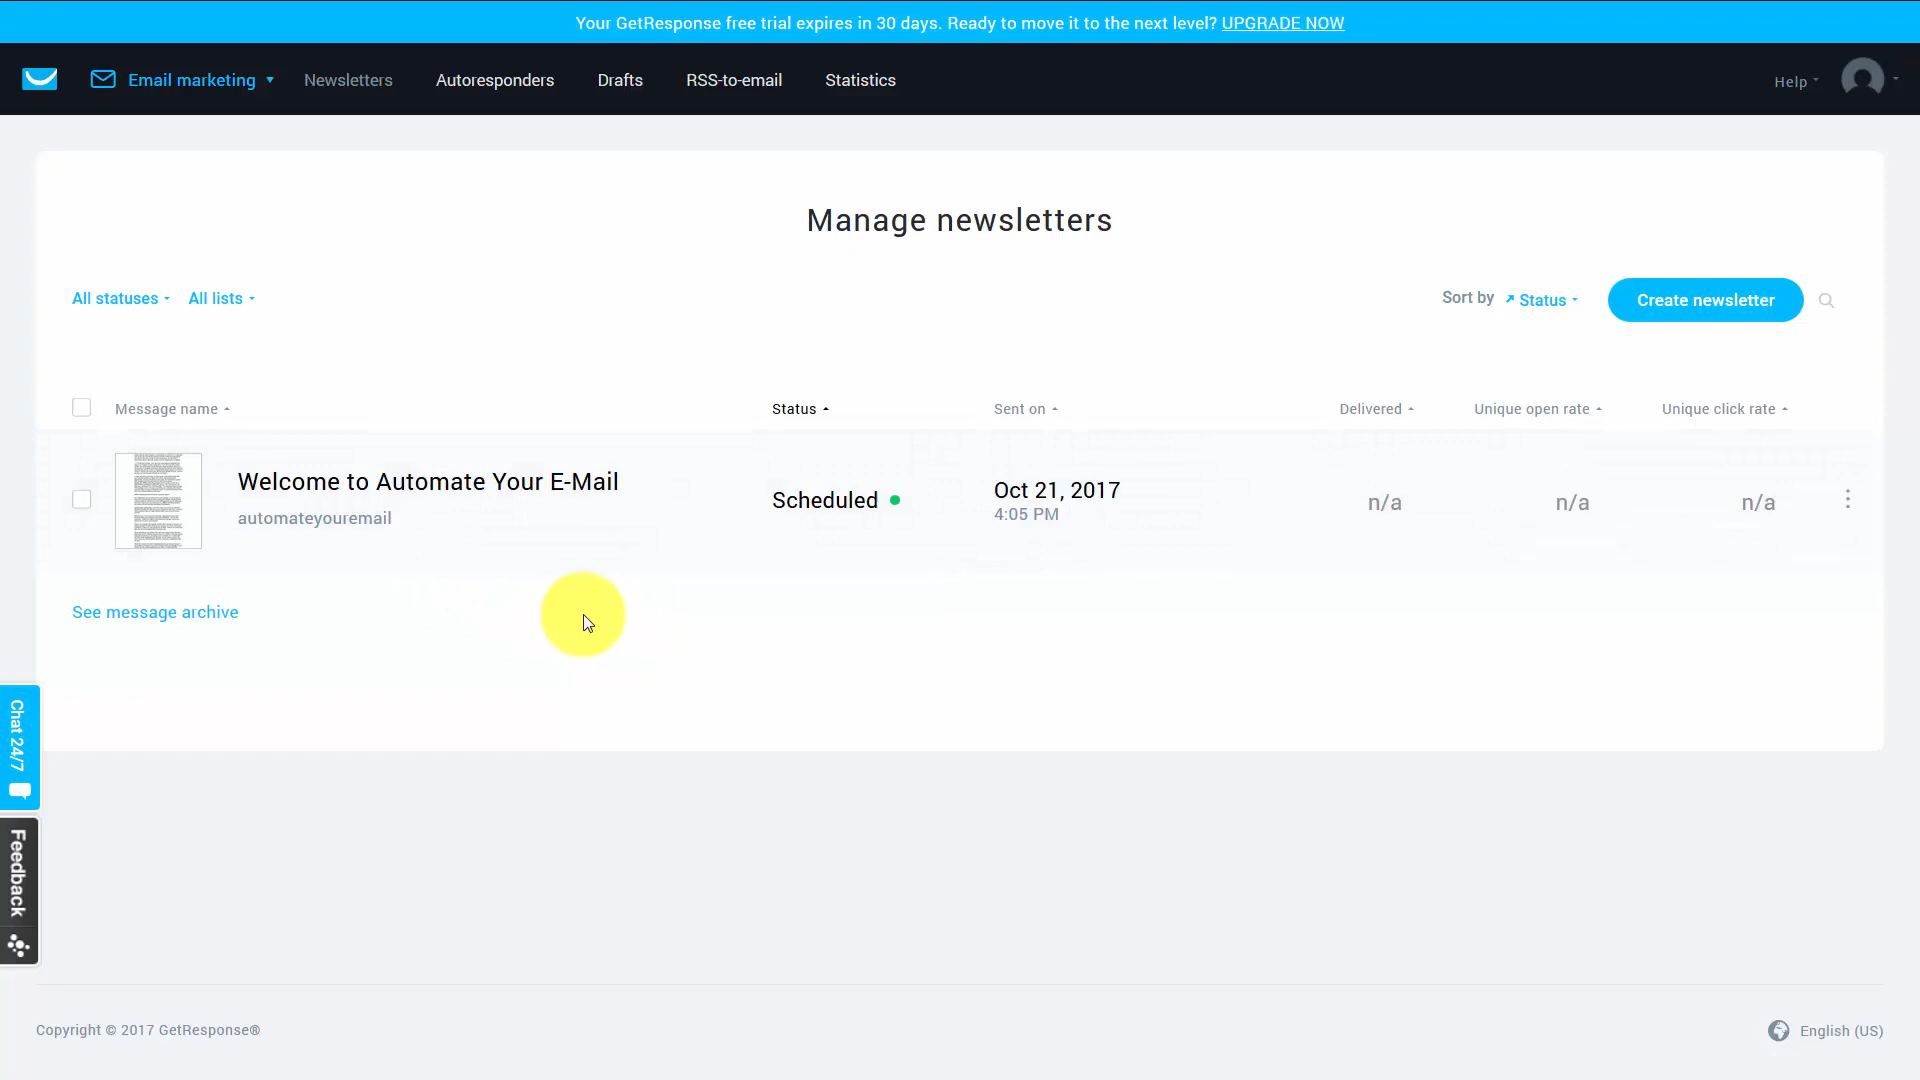 Your GetResponse free trial expires in 30 days. Ready to move it to the next level? UPGRADE NOW
Email marketing Newsletters Autoresponders Drafts RSS-to-email Statistics Help
Manage newsletters
All statuses All lists Sort by Status Create newsletter
Message name Status Sent on Delivered Unique open rate Unique click rate
Welcome to Automate Your E-Mail
automateyouremail
Scheduled
Oct 21, 2017
4:05 PM
n/a n/a n/a
See message archive
Chat 24/7
Feedback
Copyright © 2017 GetResponse® English (US)